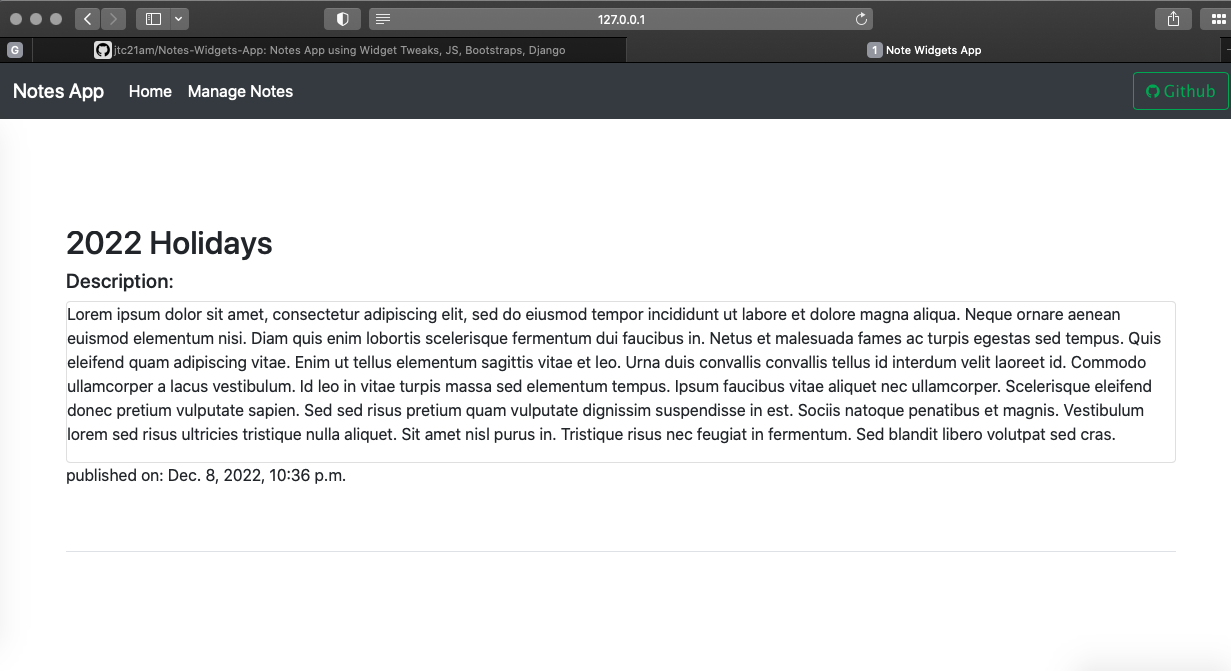 127.0.0.1
G
jtc21am/Notes-Widgets-App: Notes App using Widget Tweaks, JS, Bootstraps, Django
1 Note Widgets App
Notes App Home Manage Notes Github
2022 Holidays
Description:
Lorem ipsum dolor sit amet, consectetur adipiscing elit, sed do eiusmod tempor incididunt ut labore et dolore magna aliqua. Neque ornare aenean
euismod elementum nisi. Diam quis enim lobortis scelerisque fermentum dui faucibus in. Netus et malesuada fames ac turpis egestas sed tempus. Quis
eleifend quam adipiscing vitae. Enim ut tellus elementum sagittis vitae et leo. Urna duis convallis convallis tellus id interdum velit laoreet id. Commodo
ullamcorper a lacus vestibulum. Id leo in vitae turpis massa sed elementum tempus. Ipsum faucibus vitae aliquet nec ullamcorper. Scelerisque eleifend
donec pretium vulputate sapien. Sed sed risus pretium quam vulputate dignissim suspendisse in est. Sociis natoque penatibus et magnis. Vestibulum
lorem sed risus ultricies tristique nulla aliquet. Sit amet nisl purus in. Tristique risus nec feugiat in fermentum. Sed blandit libero volutpat sed cras.
published on: Dec. 8, 2022, 10:36 p.m.